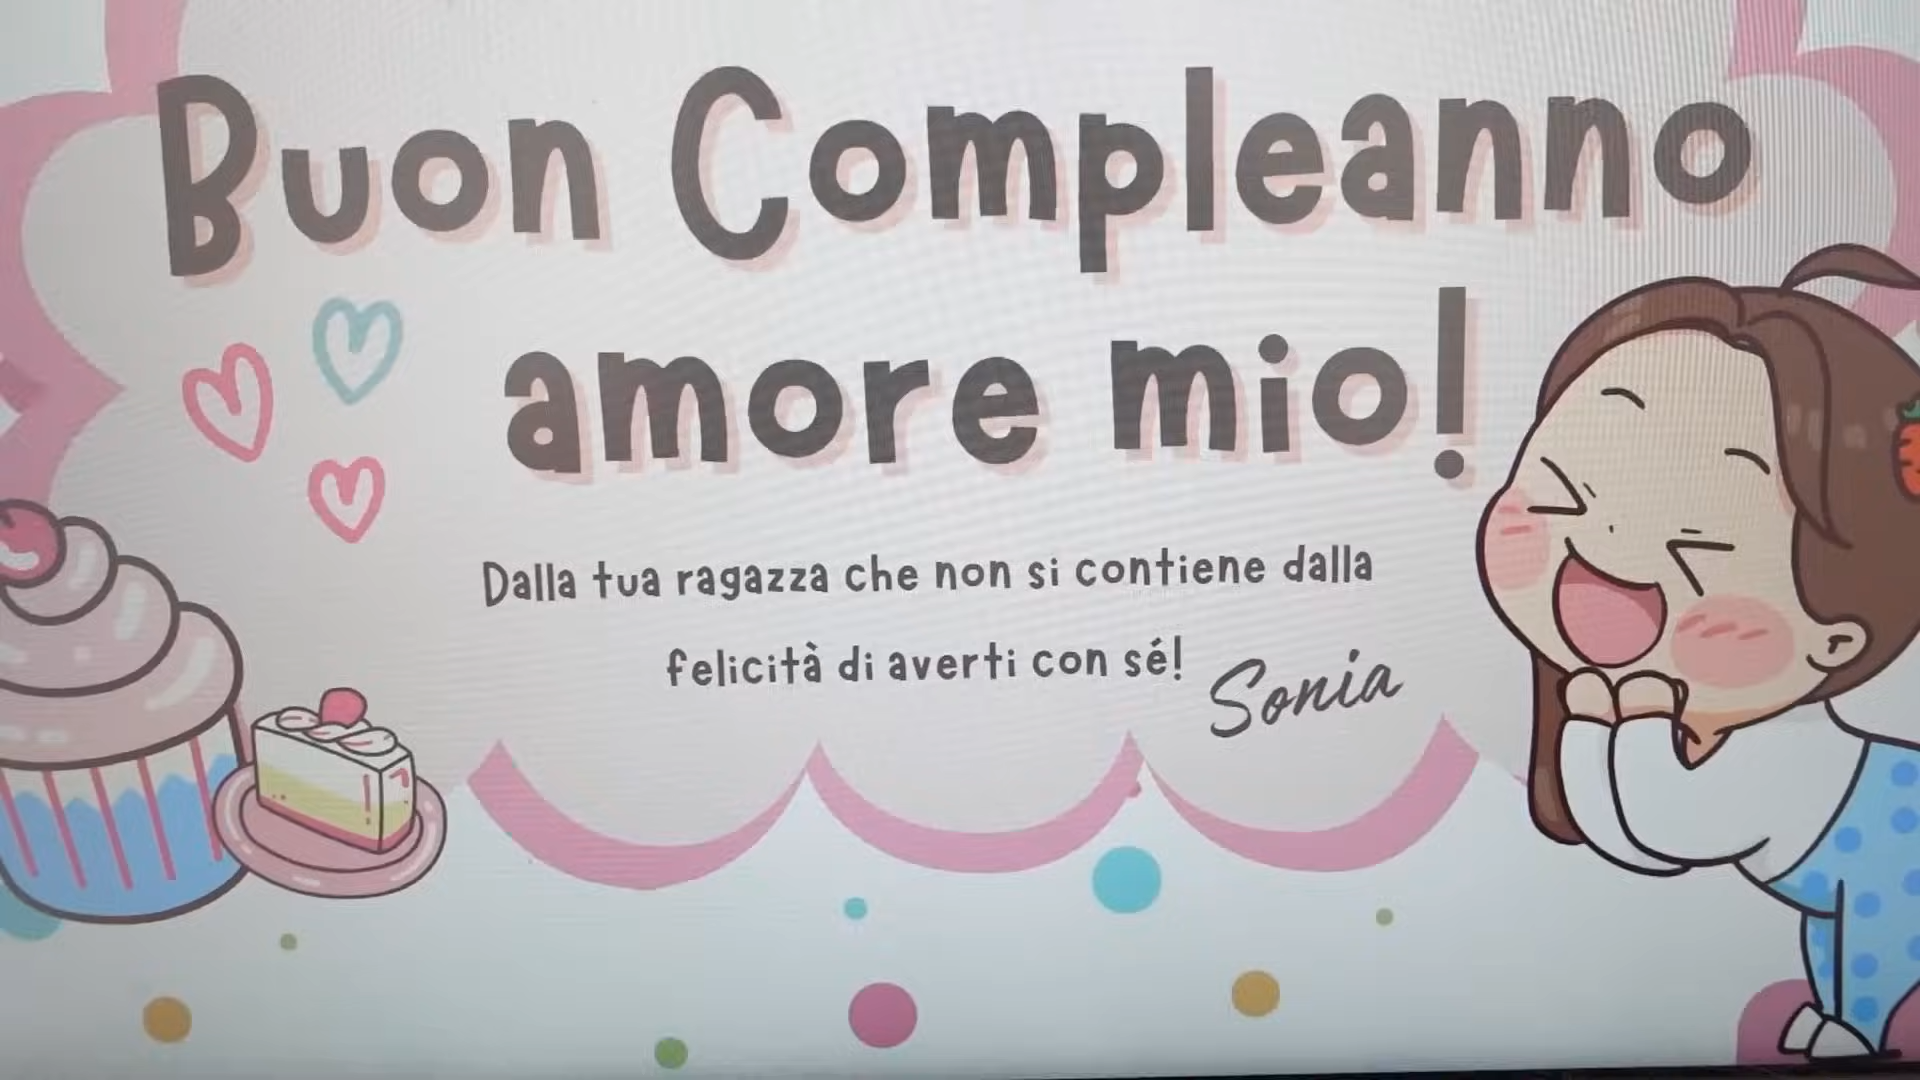 Buon Compleanno
amore mio!
Dalla tua ragazza che non si contiene dalla
felicità di averti con sé!
Sonia